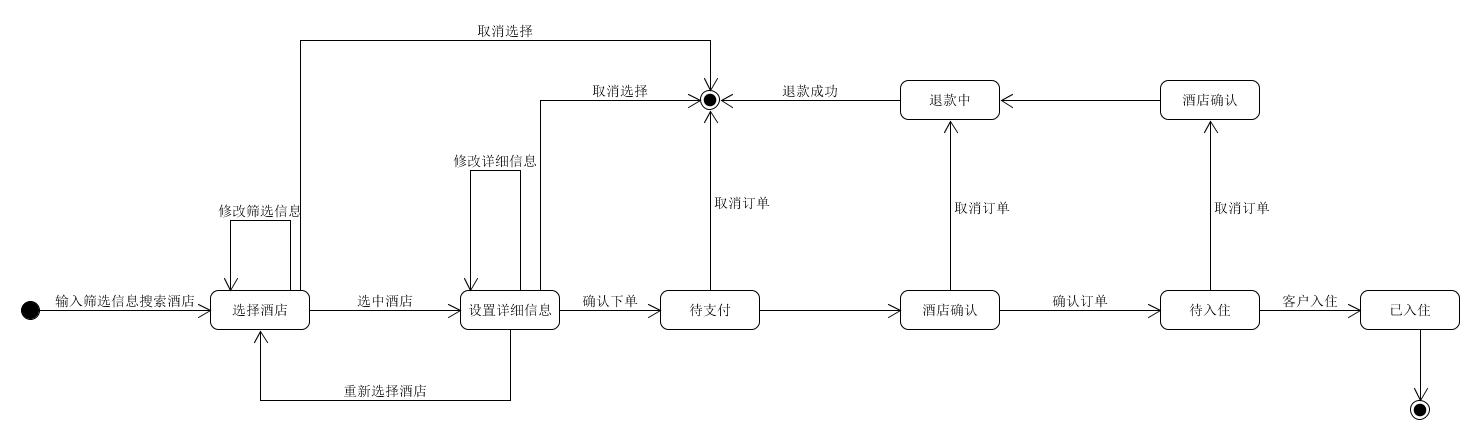 取消选择
取消选择
退款成功
退款中
酒店确认
修改详细信息
取消订单
取消订单
取消订单
修改筛选信息
输入筛选信息搜索酒店
选择酒店
选中酒店
设置详细信息
确认下单
待支付
酒店确认
确认订单
待入住
客户入住
已入住
重新选择酒店